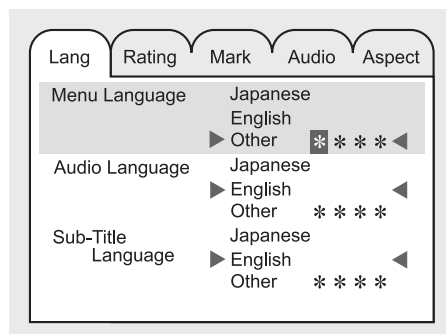 Lang Rating Mark Audio Aspect
Menu Language Japanese
English
▶ Other * * * * ◀
Audio Language Japanese
▶ English ◀
Other * * * *
Sub-Title Japanese
Language ▶ English ◀
Other * * * *